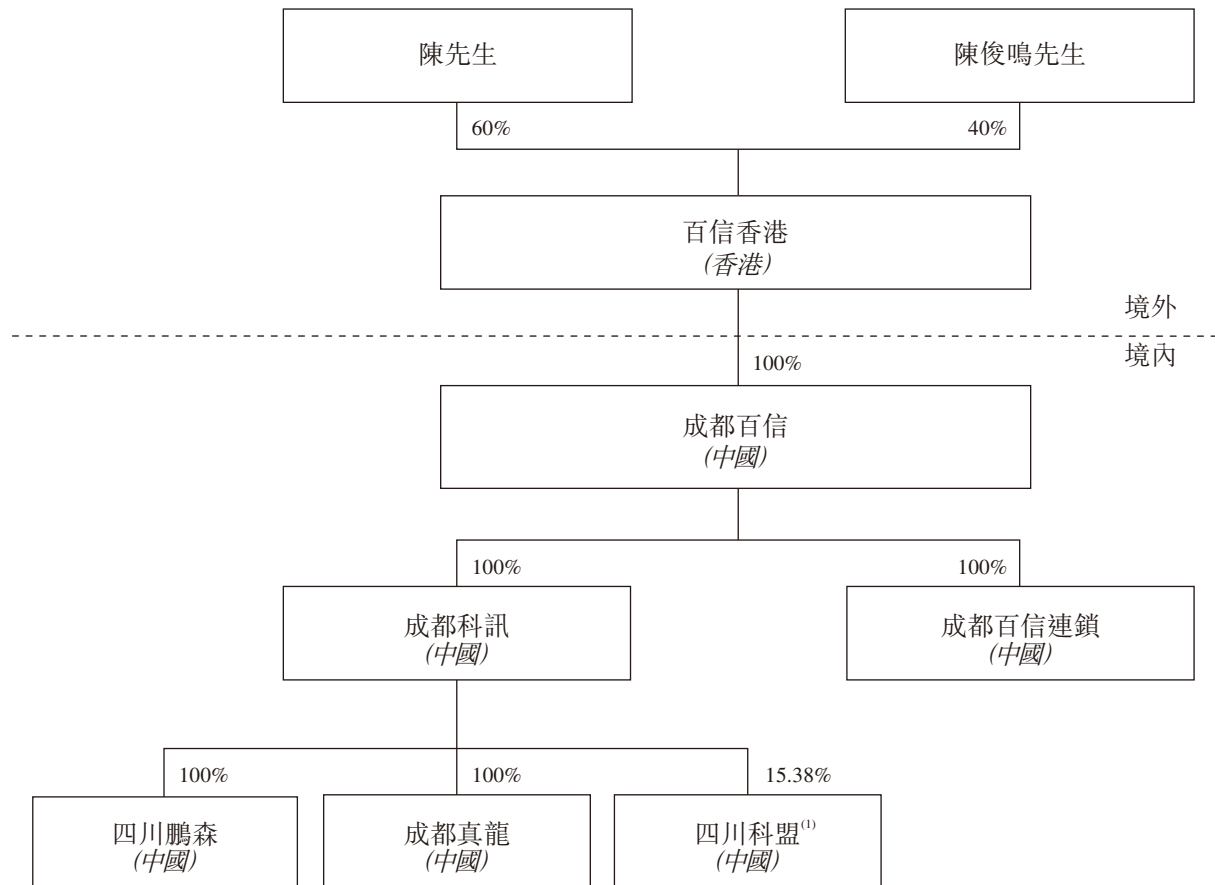 陳先生
陳俊鳴先生
60%
40%
百信香港
(香港)
境外
境內
100%
成都百信
(中國)
100%
100%
成都科訊
(中國)
成都百信連鎖
(中國)
100%
100%
15.38%
四川鵬森
(中國)
成都真龍
(中國)
四川科盟(1)
(中國)